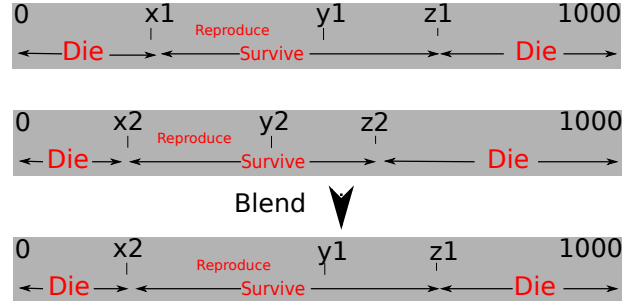 0 x1 y1 z1 1000
Reproduce
Die Survive Die
0 x2 y2 z2 1000
Reproduce
Die Survive Die
Blend
0 x2 y1 z1 1000
Reproduce
Die Survive Die